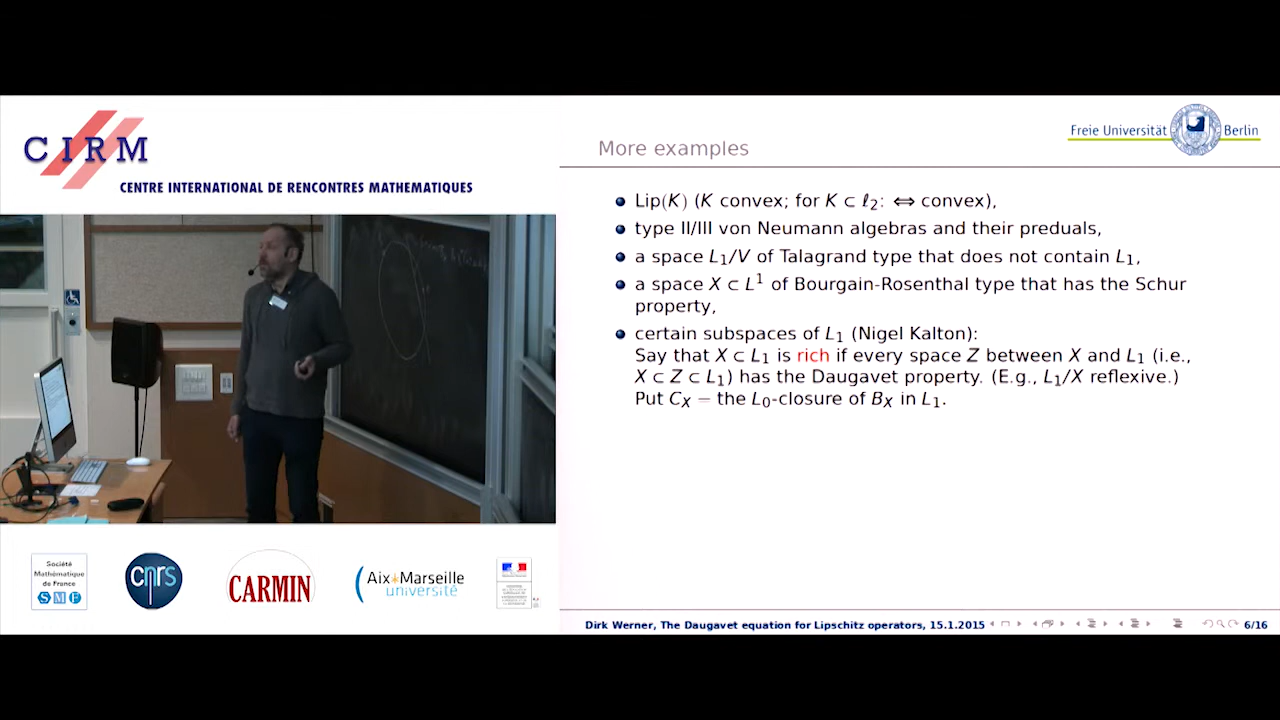 CIRM
CENTRE INTERNATIONAL DE RENCONTRES MATHEMATIQUES
Freie Universität Berlin
More examples
Lip(K) (K convex; for K ⊂ ℓ₂: ⇔ convex),
type II/III von Neumann algebras and their preduals,
a space L₁/V of Talagrand type that does not contain L₁,
a space X ⊂ L¹ of Bourgain-Rosenthal type that has the Schur
property,
certain subspaces of L₁ (Nigel Kalton):
Say that X ⊂ L₁ is rich if every space Z between X and L₁ (i.e.,
X ⊂ Z ⊂ L₁) has the Daugavet property. (E.g., L₁/X reflexive.)
Put C_X − the L₀-closure of B_X in L₁.
Société
Mathématique
de France
SMF
cnrs
CARMIN
Aix*Marseille
université
Dirk Werner, The Daugavet equation for Lipschitz operators, 15.1.2015
6/16